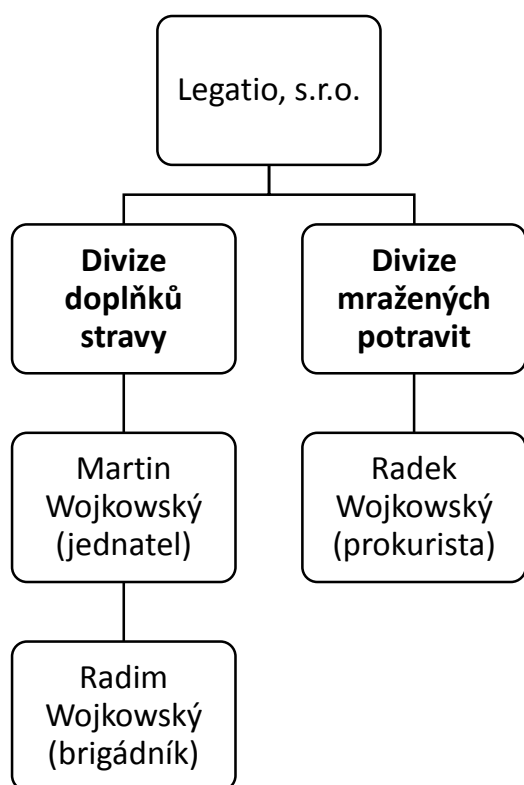 Legatio, s.r.o.
Divize
doplňků
stravy
Divize
mražených
potravit
Martin
Wojkowský
(jednatel)
Radek
Wojkowský
(prokurista)
Radim
Wojkowský
(brigádník)